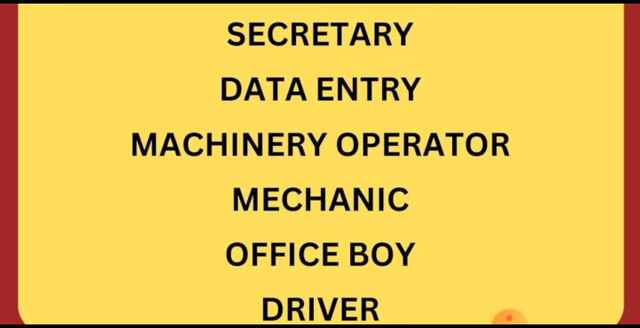 SECRETARY
DATA ENTRY
MACHINERY OPERATOR
MECHANIC
OFFICE BOY
DRIVER